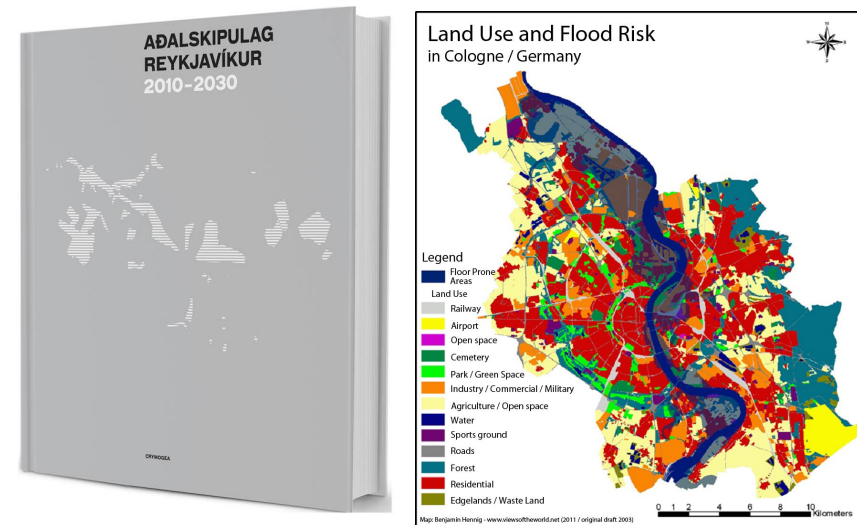 AÐALSKIPULAG
REYKJAVÍKUR
2010–2030
CRYMOGEA
Land Use and Flood Risk
in Cologne / Germany
N
Legend
Floor Prone
Areas
Land Use
Railway
Airport
Open space
Cemetery
Park / Green Space
Industry / Commercial / Military
Agriculture / Open space
Water
Sports ground
Roads
Forest
Residential
Edgelands / Waste Land
0 1 2 4 6 8 10
Kilometers
Map: Benjamin Hennig - www.viewsoftheworld.net (2011 / original draft 2003)